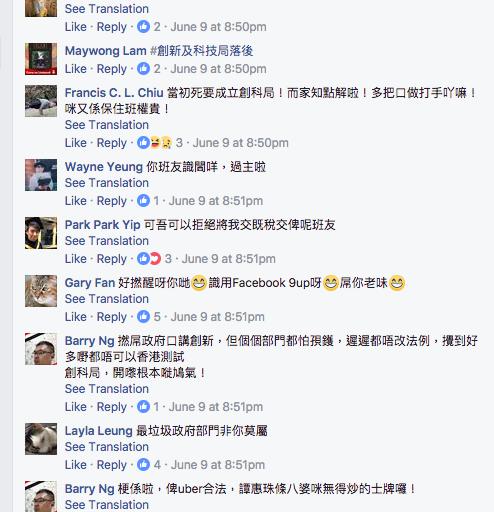 See Translation
Like · Reply · 2 · June 9 at 8:50pm
Maywong Lam #創新及科技局落後
Like · Reply · 2 · June 9 at 8:50pm
Francis C. L. Chiu 當初死要成立創科局！而家知點解啦！多把口做打手吖嘛！
咪又係保住班權貴！
See Translation
Like · Reply · 3 · June 9 at 8:50pm
Wayne Yeung 你班友識閪咩，過主啦
See Translation
Like · Reply · 1 · June 9 at 8:51pm
Park Park Yip 可吾可以拒絕將我交既稅交俾呢班友
See Translation
Like · Reply · 3 · June 9 at 8:51pm
Gary Fan 好撚醒呀你哋😁識用Facebook 9up呀😁屌你老味😁
Like · Reply · 5 · June 9 at 8:51pm
Barry Ng 撚屌政府口講創新，但個個部門都怕孭鑊，遲遲都唔改法例，攪到好
多嘢都唔可以香港測試
創科局，開嚟根本嘥鳩氣！
See Translation
Like · Reply · 1 · June 9 at 8:51pm
Layla Leung 最垃圾政府部門非你莫屬
See Translation
Like · Reply · 4 · June 9 at 8:51pm
Barry Ng 梗係啦，俾uber合法，譚惠珠條八婆咪無得炒的士牌囉！
See Translation